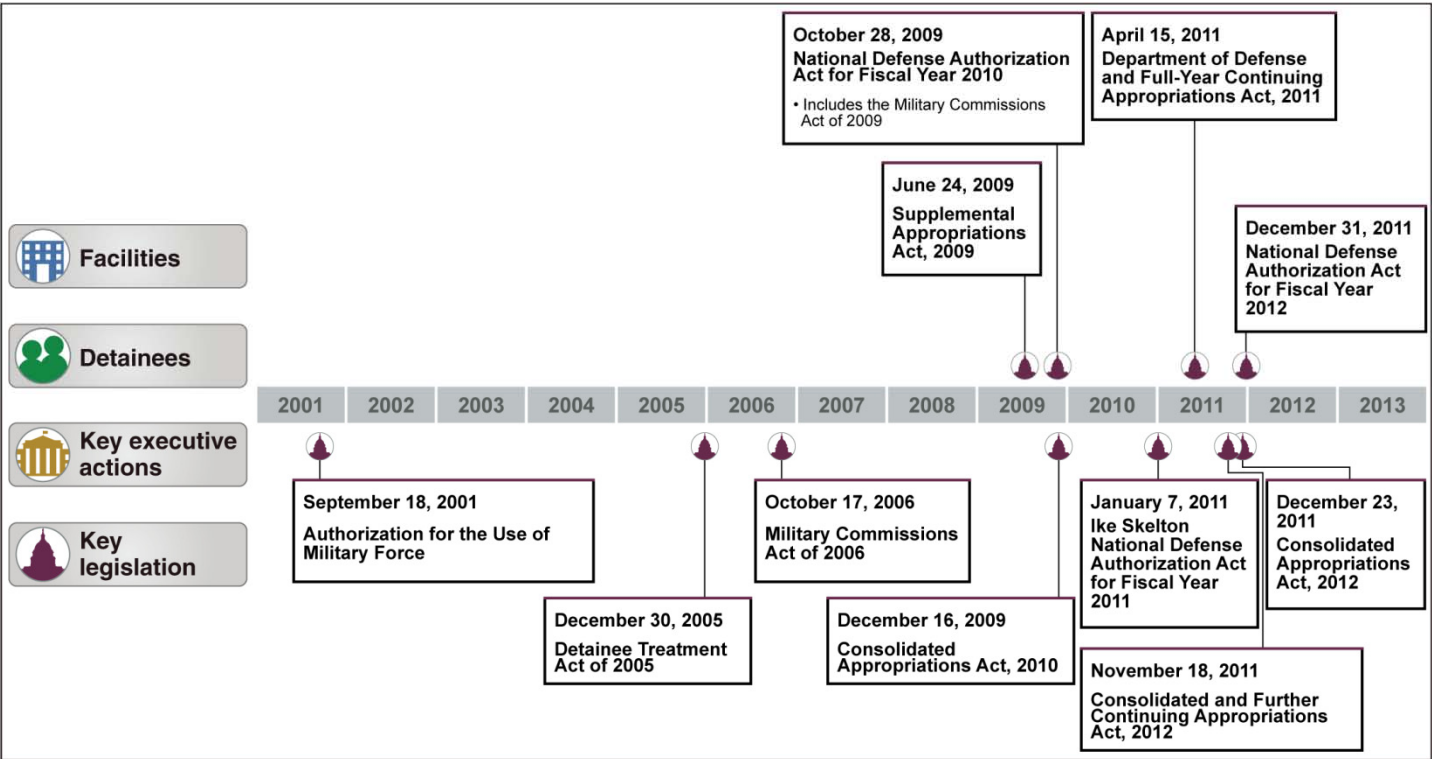 October 28, 2009
National Defense Authorization
Act for Fiscal Year 2010
• Includes the Military Commissions
Act of 2009
April 15, 2011
Department of Defense
and Full-Year Continuing
Appropriations Act, 2011
June 24, 2009
Supplemental
Appropriations
Act, 2009
December 31, 2011
National Defense
Authorization Act
for Fiscal Year
2012
Facilities
Detainees
Key executive
actions
Key
legislation
2001 2002 2003 2004 2005 2006 2007 2008 2009 2010 2011 2012 2013
September 18, 2001
Authorization for the Use of
Military Force
December 30, 2005
Detainee Treatment
Act of 2005
October 17, 2006
Military Commissions
Act of 2006
December 16, 2009
Consolidated
Appropriations Act, 2010
January 7, 2011
Ike Skelton
National Defense
Authorization Act
for Fiscal Year
2011
November 18, 2011
Consolidated and Further
Continuing Appropriations
Act, 2012
December 23,
2011
Consolidated
Appropriations
Act, 2012